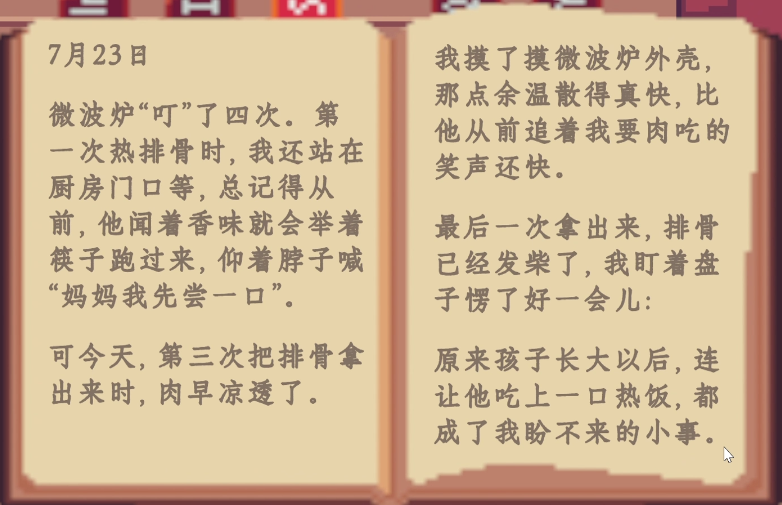 7月23日
微波炉“叮”了四次。第
一次热排骨时, 我还站在
厨房门口等, 总记得从
前, 他闻着香味就会举着
筷子跑过来, 仰着脖子喊
“妈妈我先尝一口”。
可今天, 第三次把排骨拿
出来时, 肉早凉透了。
我摸了摸微波炉外壳,
那点余温散得真快, 比
他从前追着我要肉吃的
笑声还快。
最后一次拿出来, 排骨
已经发柴了, 我盯着盘
子愣了好一会儿:
原来孩子长大以后, 连
让他吃上一口热饭, 都
成了我盼不来的小事。